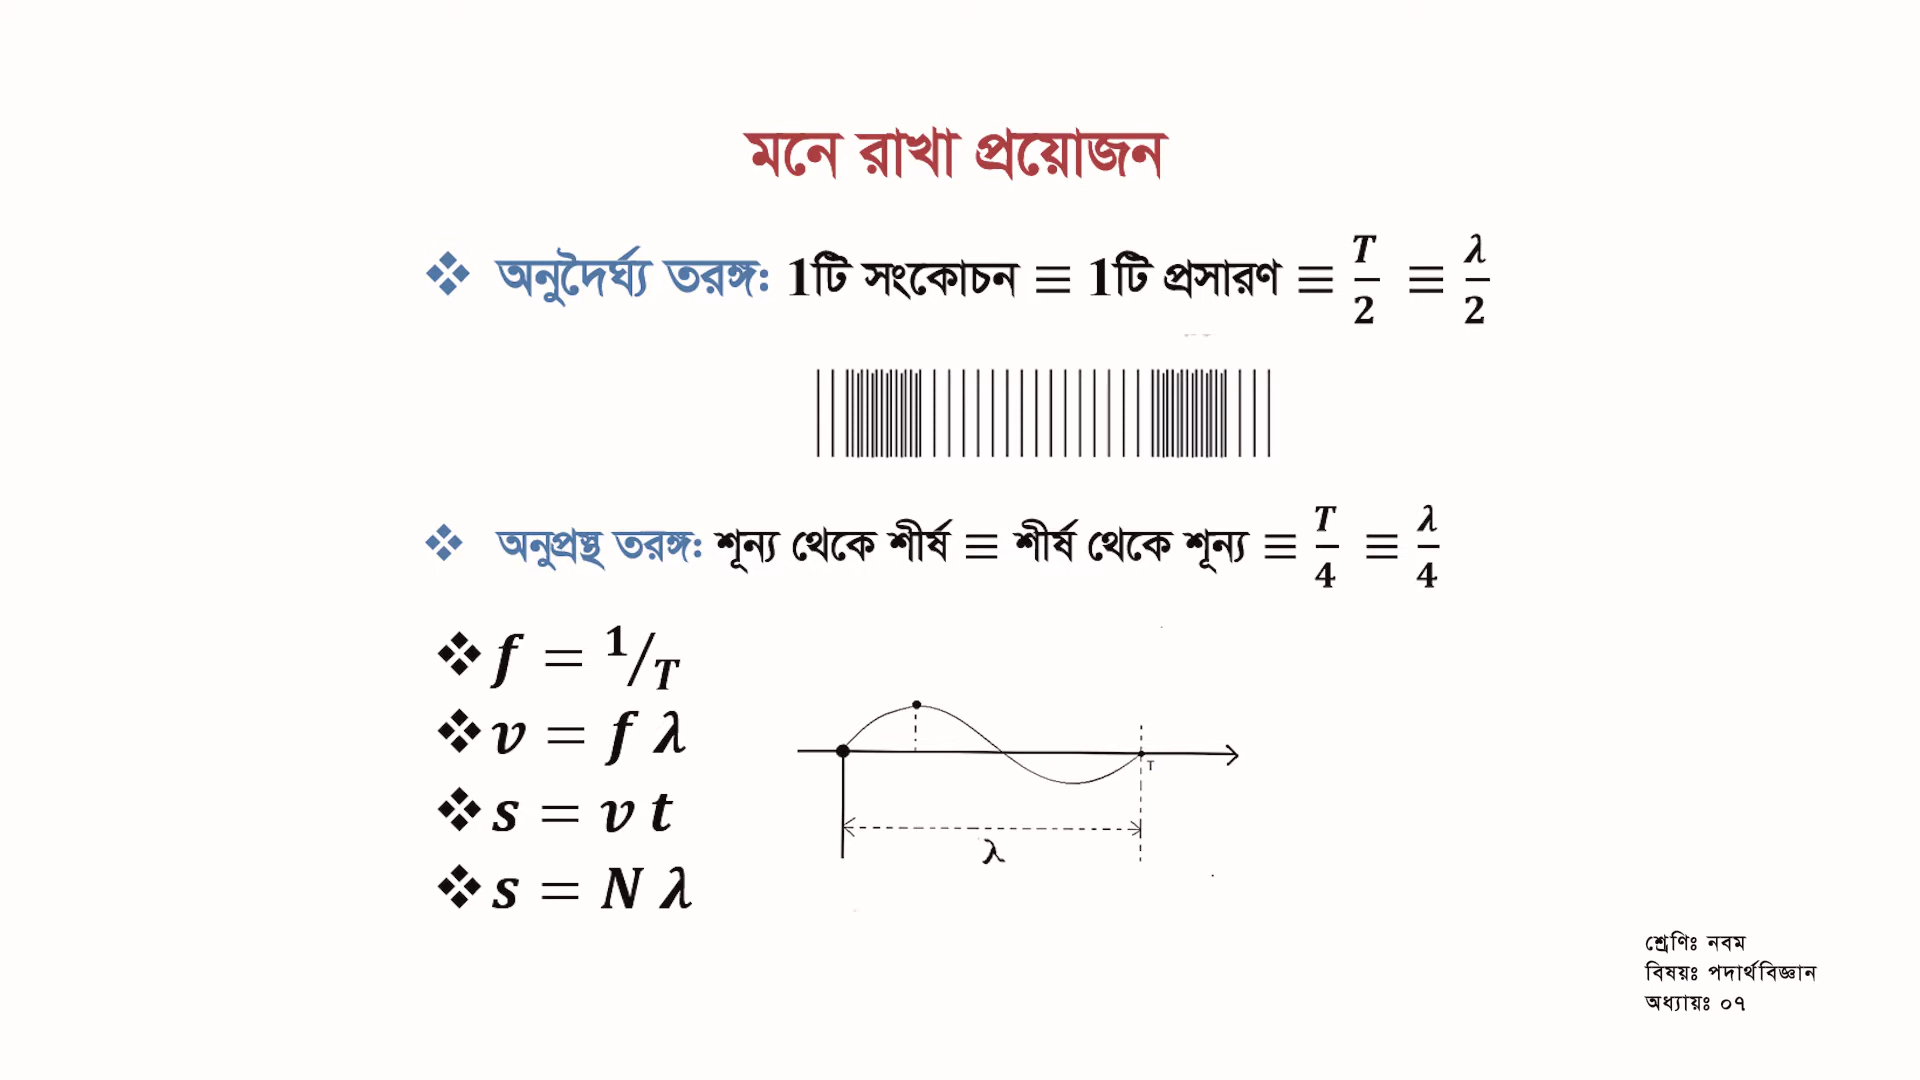 মনে রাখা প্রয়োজন
❖ অনুদৈর্ঘ্য তরঙ্গ: 1টি সংকোচন ≡ 1টি প্রসারণ ≡ T/2 ≡ λ/2
❖ অনুপ্রস্থ তরঙ্গ: শূন্য থেকে শীর্ষ ≡ শীর্ষ থেকে শূন্য ≡ T/4 ≡ λ/4
❖ f = 1/T
❖ v = f λ
❖ s = v t
❖ s = N λ
T
λ
শ্রেণিঃ নবম
বিষয়ঃ পদার্থবিজ্ঞান
অধ্যায়ঃ ০৭